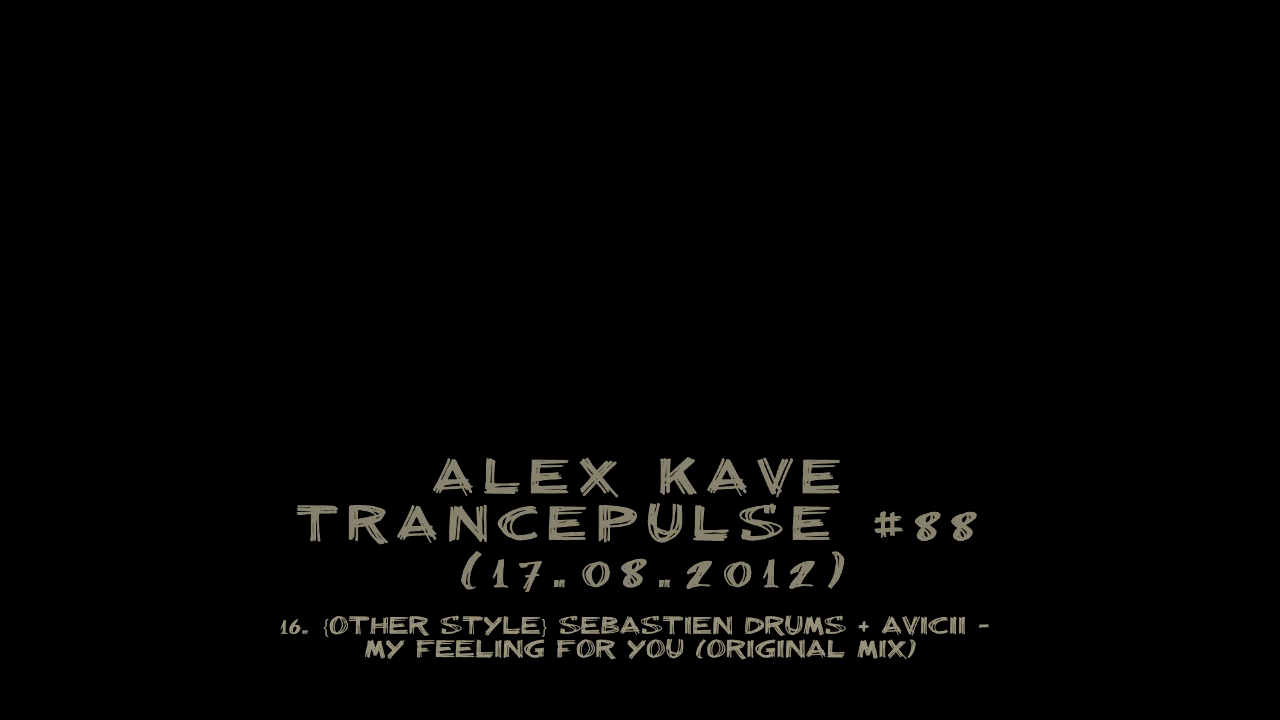 ALEX KAVE
TRANCEPULSE #88
(17.08.2012)
16. {OTHER STYLE} SEBASTIEN DRUMS + AVICII -
MY FEELING FOR YOU (ORIGINAL MIX)